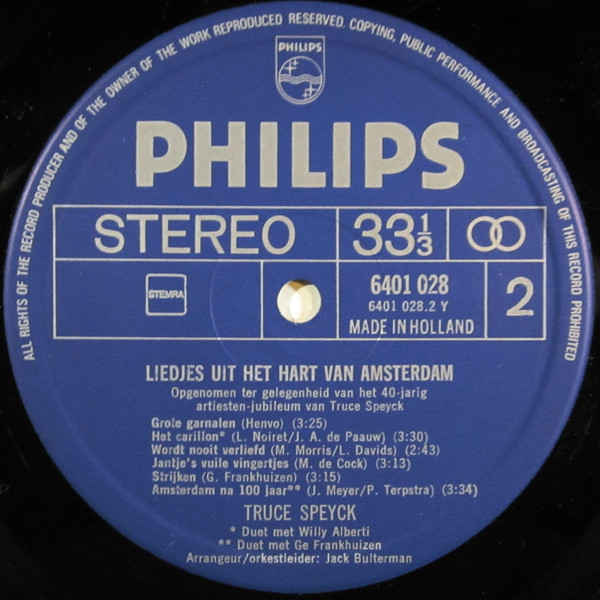 ALL RIGHTS OF THE RECORD PRODUCER AND OF THE OWNER OF THE WORK REPRODUCED RESERVED. COPYING, PUBLIC PERFORMANCE AND BROADCASTING OF THIS RECORD PROHIBITED
PHILIPS
PHILIPS
STEREO 33 1/3
STEMRA
6401 028
6401 028.2 Y
MADE IN HOLLAND
2
LIEDJES UIT HET HART VAN AMSTERDAM
Opgenomen ter gelegenheid van het 40-jarig
artiesten-jubileum van Truce Speyck
Grote garnalen (Henvo) (3:25)
Het carillon* (L. Noiret/J. A. de Paauw) (3:30)
Wordt nooit verliefd (M. Morris/L. Davids) (2:43)
Jantje's vuile vingertjes (M. de Cock) (3:13)
Strijken (G. Frankhuizen) (3:15)
Amsterdam na 100 jaar** (J. Meyer/P. Terpstra) (3:34)
TRUCE SPEYCK
* Duet met Willy Alberti
** Duet met Ge Frankhuizen
Arrangeur/orkestleider: Jack Bulterman